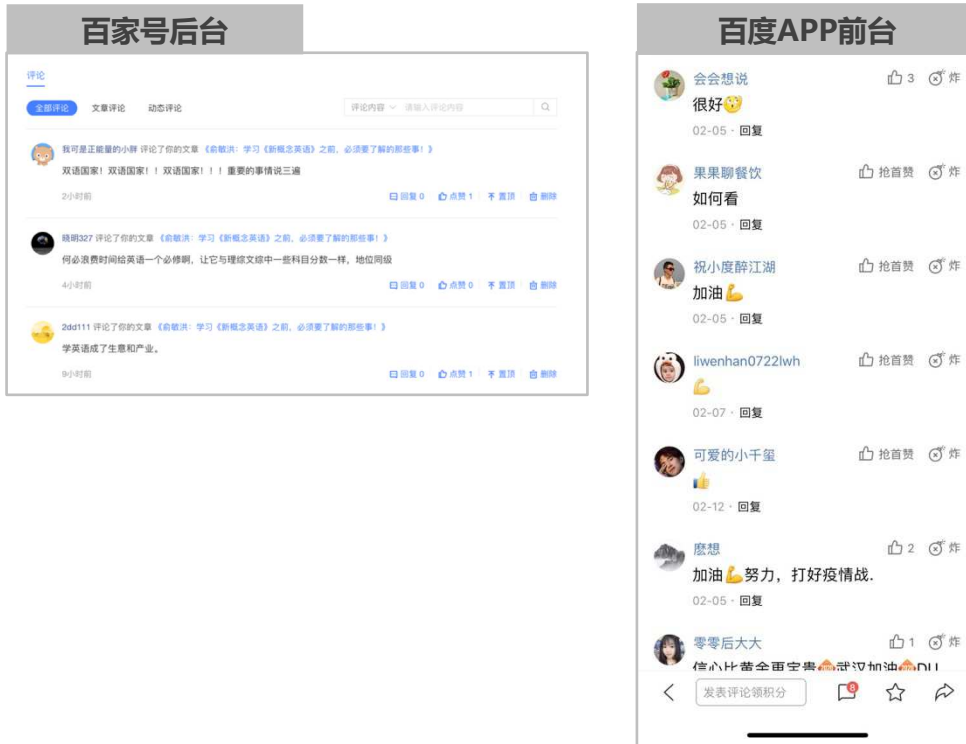 百家号后台
评论
全部评论 文章评论 动态评论 评论内容 请输入评论内容
我可是正能量的小胖 评论了你的文章 《俞敏洪：学习《新概念英语》之前，必须要了解的那些事！》
双语国家！双语国家！！双语国家！！！重要的事情说三遍
2小时前 回复 0 点赞 1 置顶 删除
晓明327 评论了你的文章 《俞敏洪：学习《新概念英语》之前，必须要了解的那些事！》
何必浪费时间给英语一个必修啊，让它与理综文综中一些科目分数一样，地位同级
4小时前 回复 0 点赞 0 置顶 删除
2dd111 评论了你的文章 《俞敏洪：学习《新概念英语》之前，必须要了解的那些事！》
学英语成了生意和产业。
9小时前 回复 0 点赞 1 置顶 删除
百度APP前台
会会想说 3 炸
很好😲
02-05 · 回复
果果聊餐饮 抢首赞 炸
如何看
02-05 · 回复
祝小度醉江湖 抢首赞 炸
加油💪
02-05 · 回复
liwenhan0722lwh 抢首赞 炸
💪
02-07 · 回复
可爱的小千玺 抢首赞 炸
👍
02-12 · 回复
麽想 2 炸
加油💪努力，打好疫情战.
02-05 · 回复
零零后大大 1 炸
信心比黄金更宝贵 武汉加油 DU
发表评论领积分 8